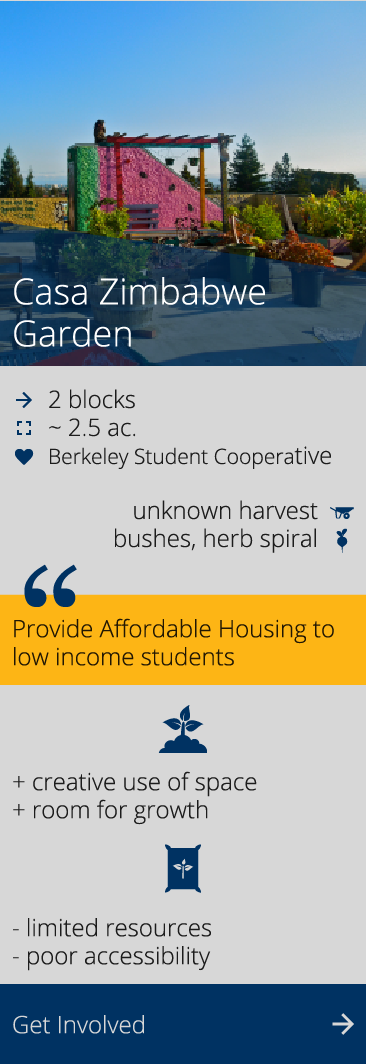 Casa Zimbabwe
Garden
2 blocks
~ 2.5 ac.
Berkeley Student Cooperative
unknown harvest
bushes, herb spiral
“
Provide Affordable Housing to
low income students
+ creative use of space
+ room for growth
- limited resources
- poor accessibility
Get Involved